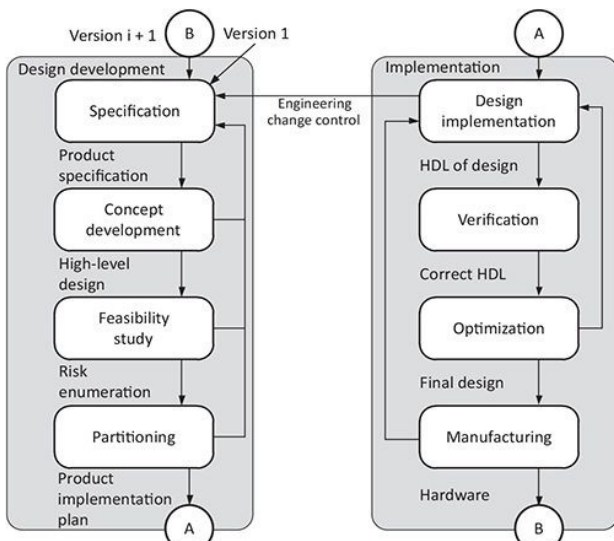 Version i + 1
B
Version 1
Design development
Specification
Product
specification
Concept
development
High-level
design
Feasibility
study
Risk
enumeration
Partitioning
Product
implementation
plan
A
Engineering
change control
A
Implementation
Design
implementation
HDL of design
Verification
Correct HDL
Optimization
Final design
Manufacturing
Hardware
B